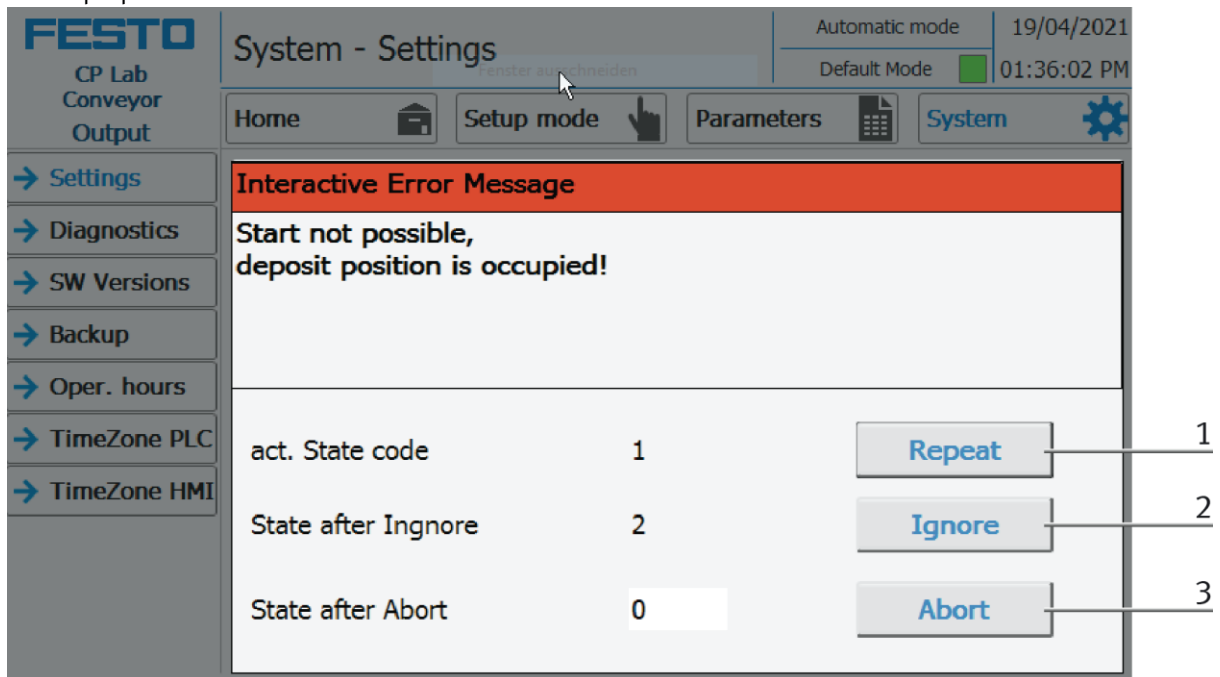 FESTO
CP Lab
Conveyor
Output
System - Settings
Fenster ausschneiden
Automatic mode
19/04/2021
Default Mode
01:36:02 PM
Home
Setup mode
Parameters
System
Settings
Diagnostics
SW Versions
Backup
Oper. hours
TimeZone PLC
TimeZone HMI
Interactive Error Message
Start not possible,
deposit position is occupied!
act. State code 1 Repeat 1
State after Ingnore 2 Ignore 2
State after Abort 0 Abort 3